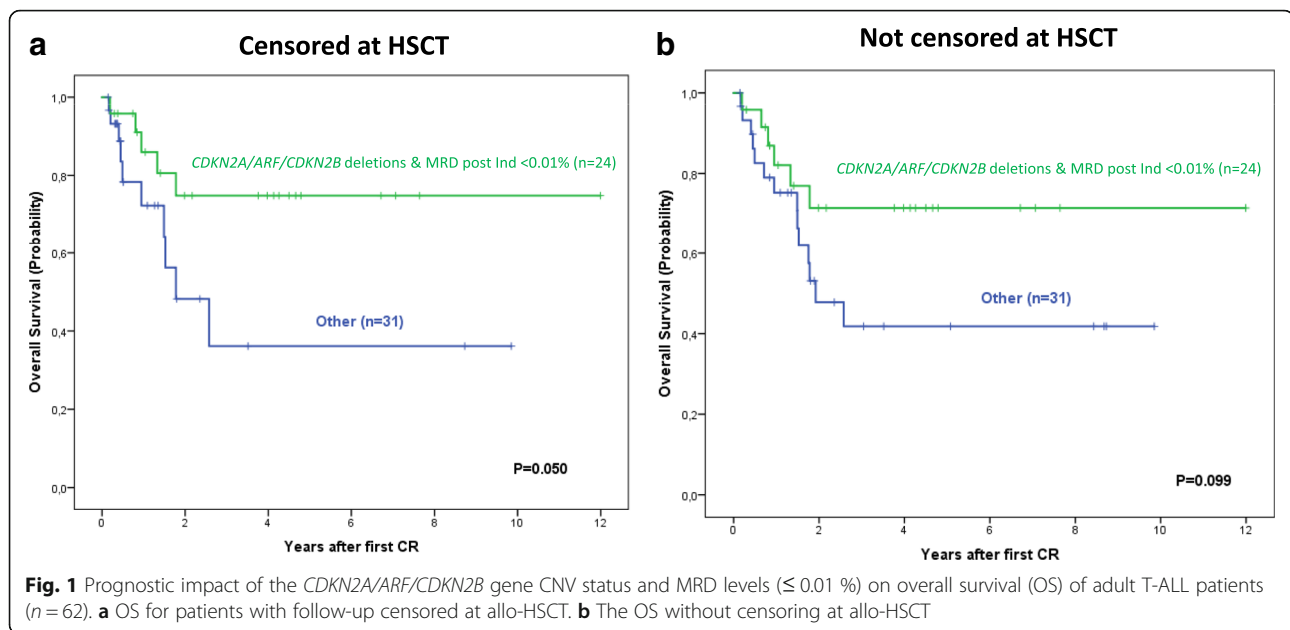 a
Censored at HSCT
Overall Survival (Probability)
1,0
0,8
0,6
0,4
0,2
0,0
CDKN2A/ARF/CDKN2B deletions & MRD post Ind <0.01% (n=24)
Other (n=31)
P=0.050
0 2 4 6 8 10 12
Years after first CR
b
Not censored at HSCT
Overall Survival (Probability)
1,0
0,8
0,6
0,4
0,2
0,0
CDKN2A/ARF/CDKN2B deletions & MRD post Ind <0.01% (n=24)
Other (n=31)
P=0.099
0 2 4 6 8 10 12
Years after first CR
Fig. 1 Prognostic impact of the CDKN2A/ARF/CDKN2B gene CNV status and MRD levels (≤ 0.01 %) on overall survival (OS) of adult T-ALL patients
(n = 62). a OS for patients with follow-up censored at allo-HSCT. b The OS without censoring at allo-HSCT